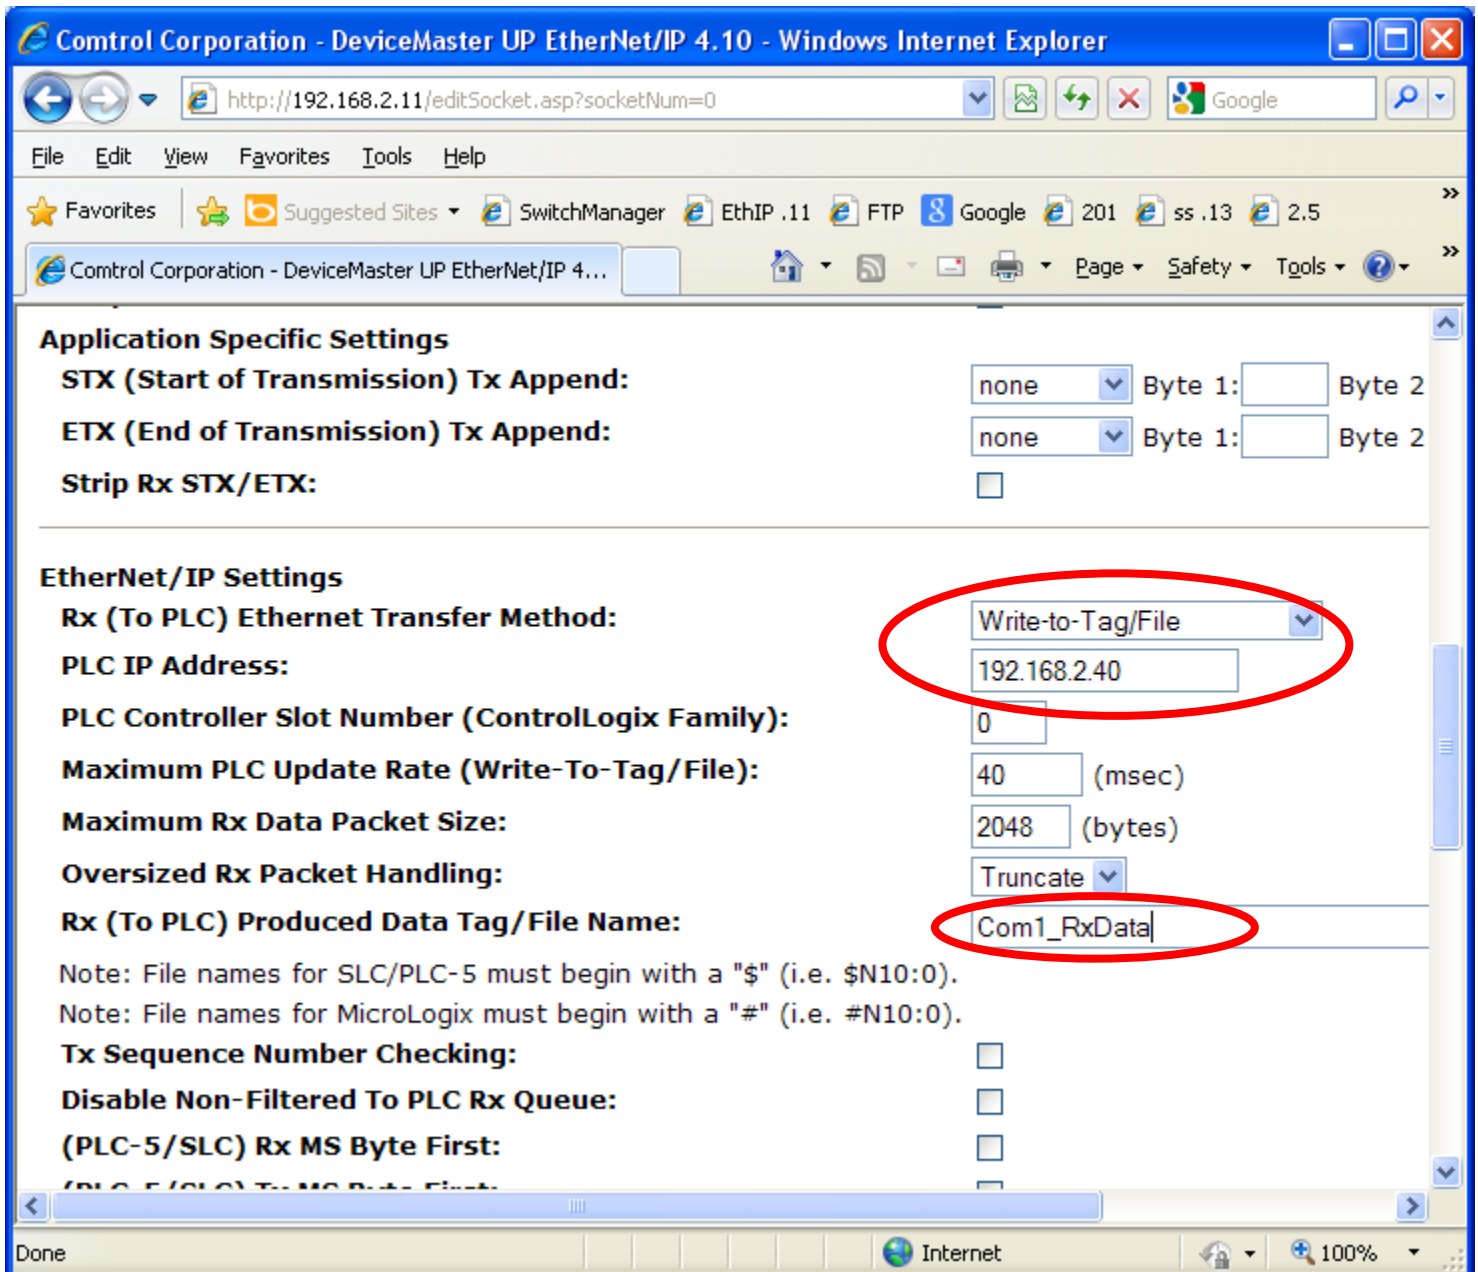 Comtrol Corporation - DeviceMaster UP EtherNet/IP 4.10 - Windows Internet Explorer
http://192.168.2.11/editSocket.asp?socketNum=0 Google
File Edit View Favorites Tools Help
Favorites Suggested Sites SwitchManager EthIP .11 FTP 8 Google 201 ss .13 2.5 »
Comtrol Corporation - DeviceMaster UP EtherNet/IP 4... Page Safety Tools »
Application Specific Settings
STX (Start of Transmission) Tx Append: none Byte 1: Byte 2
ETX (End of Transmission) Tx Append: none Byte 1: Byte 2
Strip Rx STX/ETX:
EtherNet/IP Settings
Rx (To PLC) Ethernet Transfer Method: Write-to-Tag/File
PLC IP Address: 192.168.2.40
PLC Controller Slot Number (ControlLogix Family): 0
Maximum PLC Update Rate (Write-To-Tag/File): 40 (msec)
Maximum Rx Data Packet Size: 2048 (bytes)
Oversized Rx Packet Handling: Truncate
Rx (To PLC) Produced Data Tag/File Name: Com1_RxData
Note: File names for SLC/PLC-5 must begin with a "$" (i.e. $N10:0).
Note: File names for MicroLogix must begin with a "#" (i.e. #N10:0).
Tx Sequence Number Checking:
Disable Non-Filtered To PLC Rx Queue:
(PLC-5/SLC) Rx MS Byte First:
(PLC-5/SLC) Tx MS Byte First:
Done Internet 100%